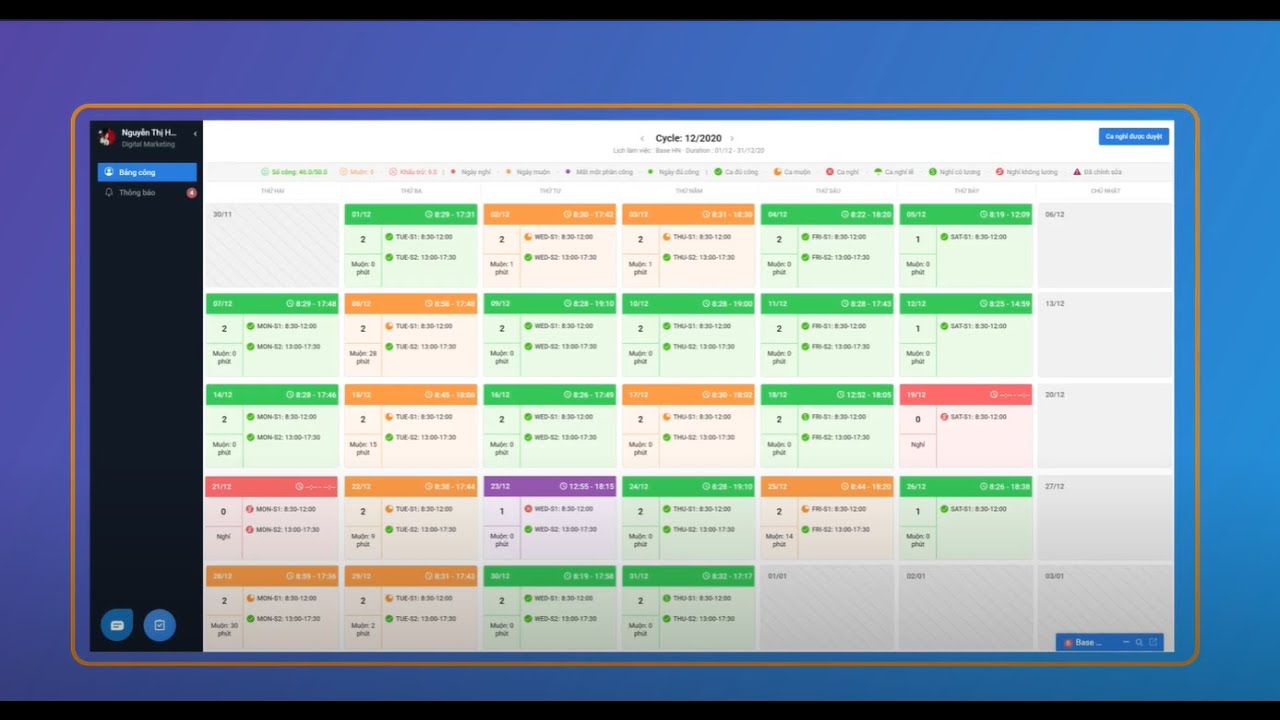 Nguyễn Thị H...
Digital Marketing
Bảng công
Thông báo
4
Cycle: 12/2020
Lịch làm việc : Base HN - Duration : 01/12 - 31/12/20
Ca nghỉ được duyệt
Số công: 46.0/50.0 Muộn: 9 Khấu trừ: 5.0 Ngày nghỉ Ngày muộn Mất một phần công Ngày đủ công Ca đủ công Ca muộn Ca nghỉ Ca nghỉ lễ Nghỉ có lương Nghỉ không lương Đã chỉnh sửa
THỨ HAI THỨ BA THỨ TƯ THỨ NĂM THỨ SÁU THỨ BẢY CHỦ NHẬT
30/11
01/12 8:29 - 17:31
2
TUE-S1: 8:30-12:00
TUE-S2: 13:00-17:30
Muộn: 0
phút
02/12 8:30 - 17:42
2
WED-S1: 8:30-12:00
WED-S2: 13:00-17:30
Muộn: 1
phút
03/12 8:31 - 18:30
2
THU-S1: 8:30-12:00
THU-S2: 13:00-17:30
Muộn: 1
phút
04/12 8:22 - 18:20
2
FRI-S1: 8:30-12:00
FRI-S2: 13:00-17:30
Muộn: 0
phút
05/12 8:19 - 12:09
1
SAT-S1: 8:30-12:00
Muộn: 0
phút
06/12
07/12 8:29 - 17:48
2
MON-S1: 8:30-12:00
MON-S2: 13:00-17:30
Muộn: 0
phút
08/12 8:58 - 17:48
2
TUE-S1: 8:30-12:00
TUE-S2: 13:00-17:30
Muộn: 28
phút
09/12 8:28 - 19:10
2
WED-S1: 8:30-12:00
WED-S2: 13:00-17:30
Muộn: 0
phút
10/12 8:28 - 19:00
2
THU-S1: 8:30-12:00
THU-S2: 13:00-17:30
Muộn: 0
phút
11/12 8:28 - 17:43
2
FRI-S1: 8:30-12:00
FRI-S2: 13:00-17:30
Muộn: 0
phút
12/12 8:25 - 14:59
1
SAT-S1: 8:30-12:00
Muộn: 0
phút
13/12
14/12 8:28 - 17:46
2
MON-S1: 8:30-12:00
MON-S2: 13:00-17:30
Muộn: 0
phút
15/12 8:45 - 18:06
2
TUE-S1: 8:30-12:00
TUE-S2: 13:00-17:30
Muộn: 15
phút
16/12 8:26 - 17:49
2
WED-S1: 8:30-12:00
WED-S2: 13:00-17:30
Muộn: 0
phút
17/12 8:30 - 18:02
2
THU-S1: 8:30-12:00
THU-S2: 13:00-17:30
Muộn: 0
phút
18/12 12:52 - 18:05
2
FRI-S1: 8:30-12:00
FRI-S2: 13:00-17:30
Muộn: 0
phút
19/12 --:-- --:--
0
SAT-S1: 8:30-12:00
Nghỉ
20/12
21/12 --:-- --:--
0
MON-S1: 8:30-12:00
MON-S2: 13:00-17:30
Nghỉ
22/12 8:38 - 17:44
2
TUE-S1: 8:30-12:00
TUE-S2: 13:00-17:30
Muộn: 9
phút
23/12 12:55 - 18:15
1
WED-S1: 8:30-12:00
WED-S2: 13:00-17:30
Muộn: 0
phút
24/12 8:28 - 19:10
2
THU-S1: 8:30-12:00
THU-S2: 13:00-17:30
Muộn: 0
phút
25/12 8:44 - 18:20
2
FRI-S1: 8:30-12:00
FRI-S2: 13:00-17:30
Muộn: 14
phút
26/12 8:26 - 18:38
1
SAT-S1: 8:30-12:00
Muộn: 0
phút
27/12
28/12 8:59 - 17:36
2
MON-S1: 8:30-12:00
MON-S2: 13:00-17:30
Muộn: 30
phút
29/12 8:31 - 17:43
2
TUE-S1: 8:30-12:00
TUE-S2: 13:00-17:30
Muộn: 2
phút
30/12 8:19 - 17:58
2
WED-S1: 8:30-12:00
WED-S2: 13:00-17:30
Muộn: 0
phút
31/12 8:32 - 17:17
2
THU-S1: 8:30-12:00
THU-S2: 13:00-17:30
Muộn: 0
phút
01/01
02/01
03/01
Base ...